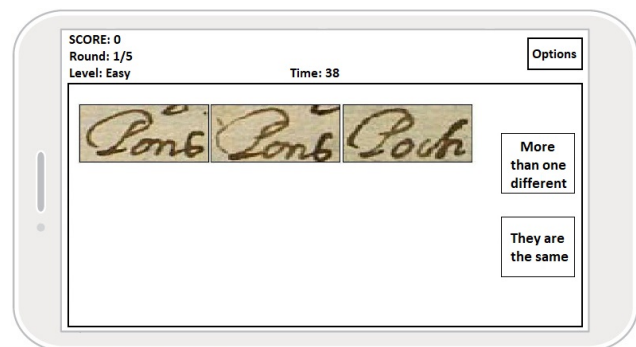 SCORE: 0
Round: 1/5
Level: Easy
Time: 38
Options
Pons Pons Poch
More
than one
different
They are
the same